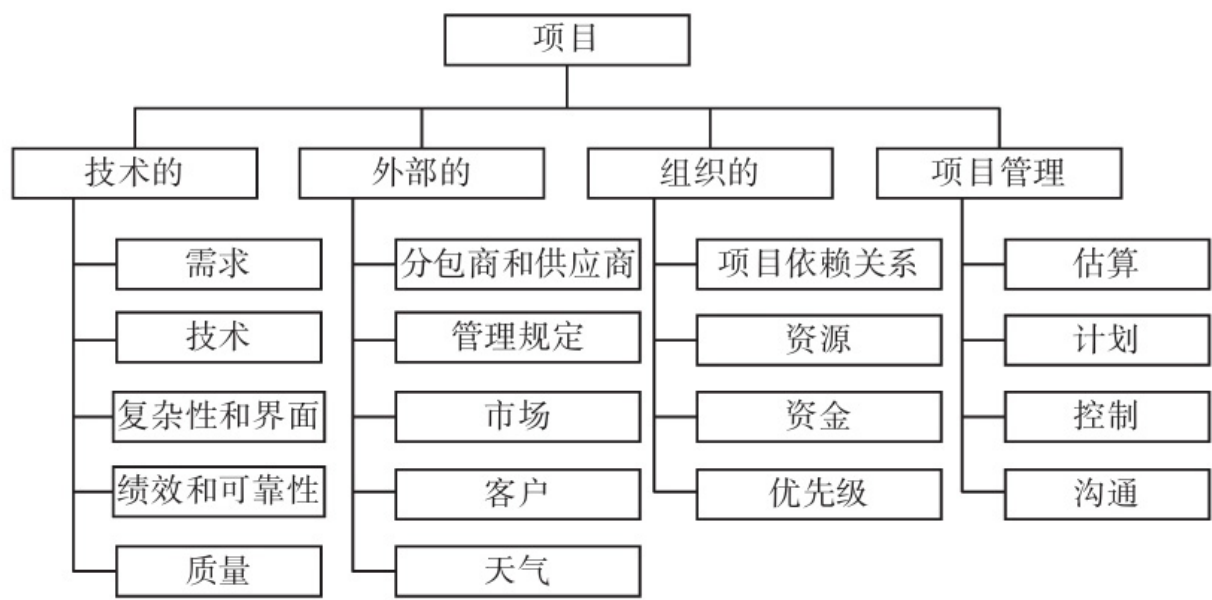 项目
技术的
外部的
组织的
项目管理
需求
技术
复杂性和界面
绩效和可靠性
质量
分包商和供应商
管理规定
市场
客户
天气
项目依赖关系
资源
资金
优先级
估算
计划
控制
沟通